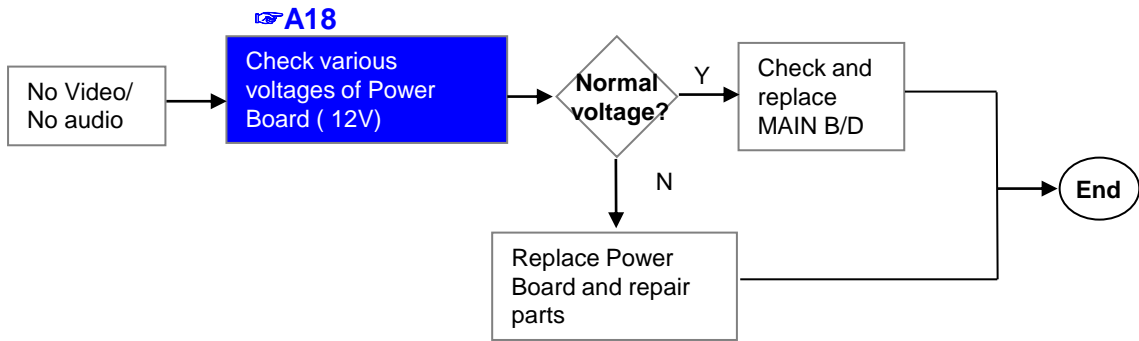 ☞A18
No Video/
No audio
Check various
voltages of Power
Board ( 12V)
Normal
voltage?
Y
Check and
replace
MAIN B/D
N
Replace Power
Board and repair
parts
End